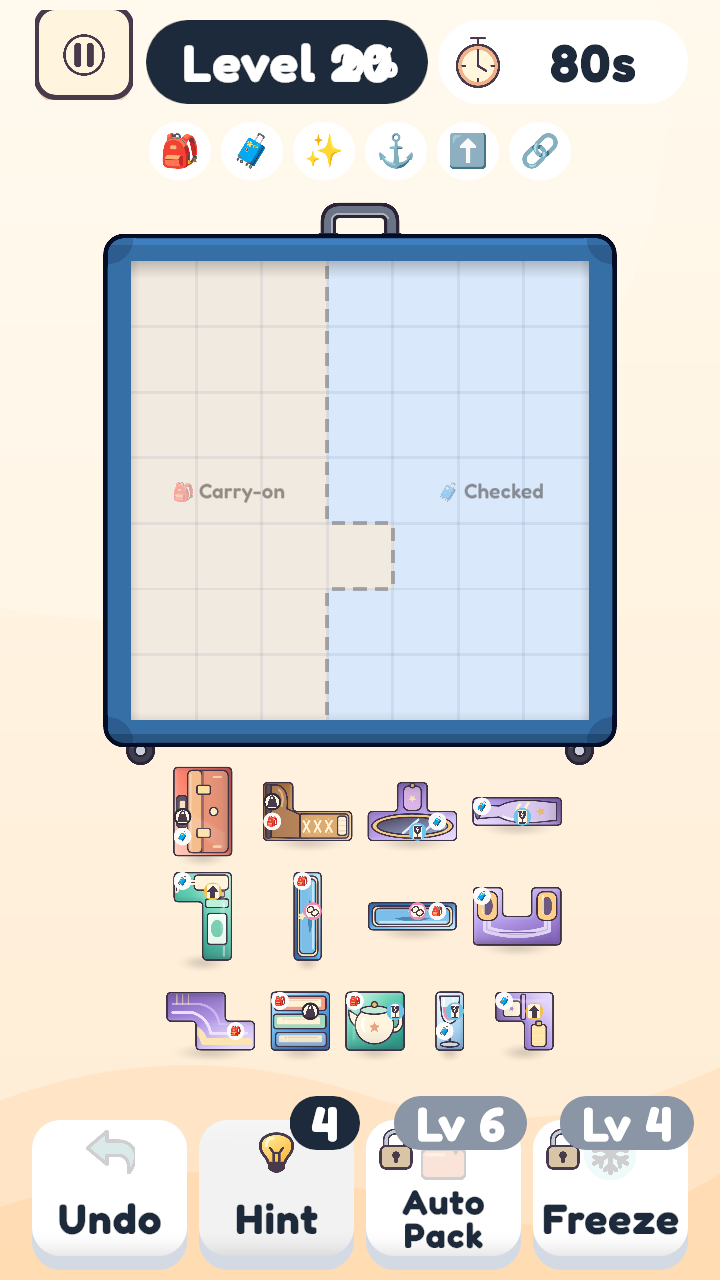 Level
80s
Carry-on
Checked
XXX
4
Lv 6
Lv 4
Undo
Hint
Auto
Pack
Freeze